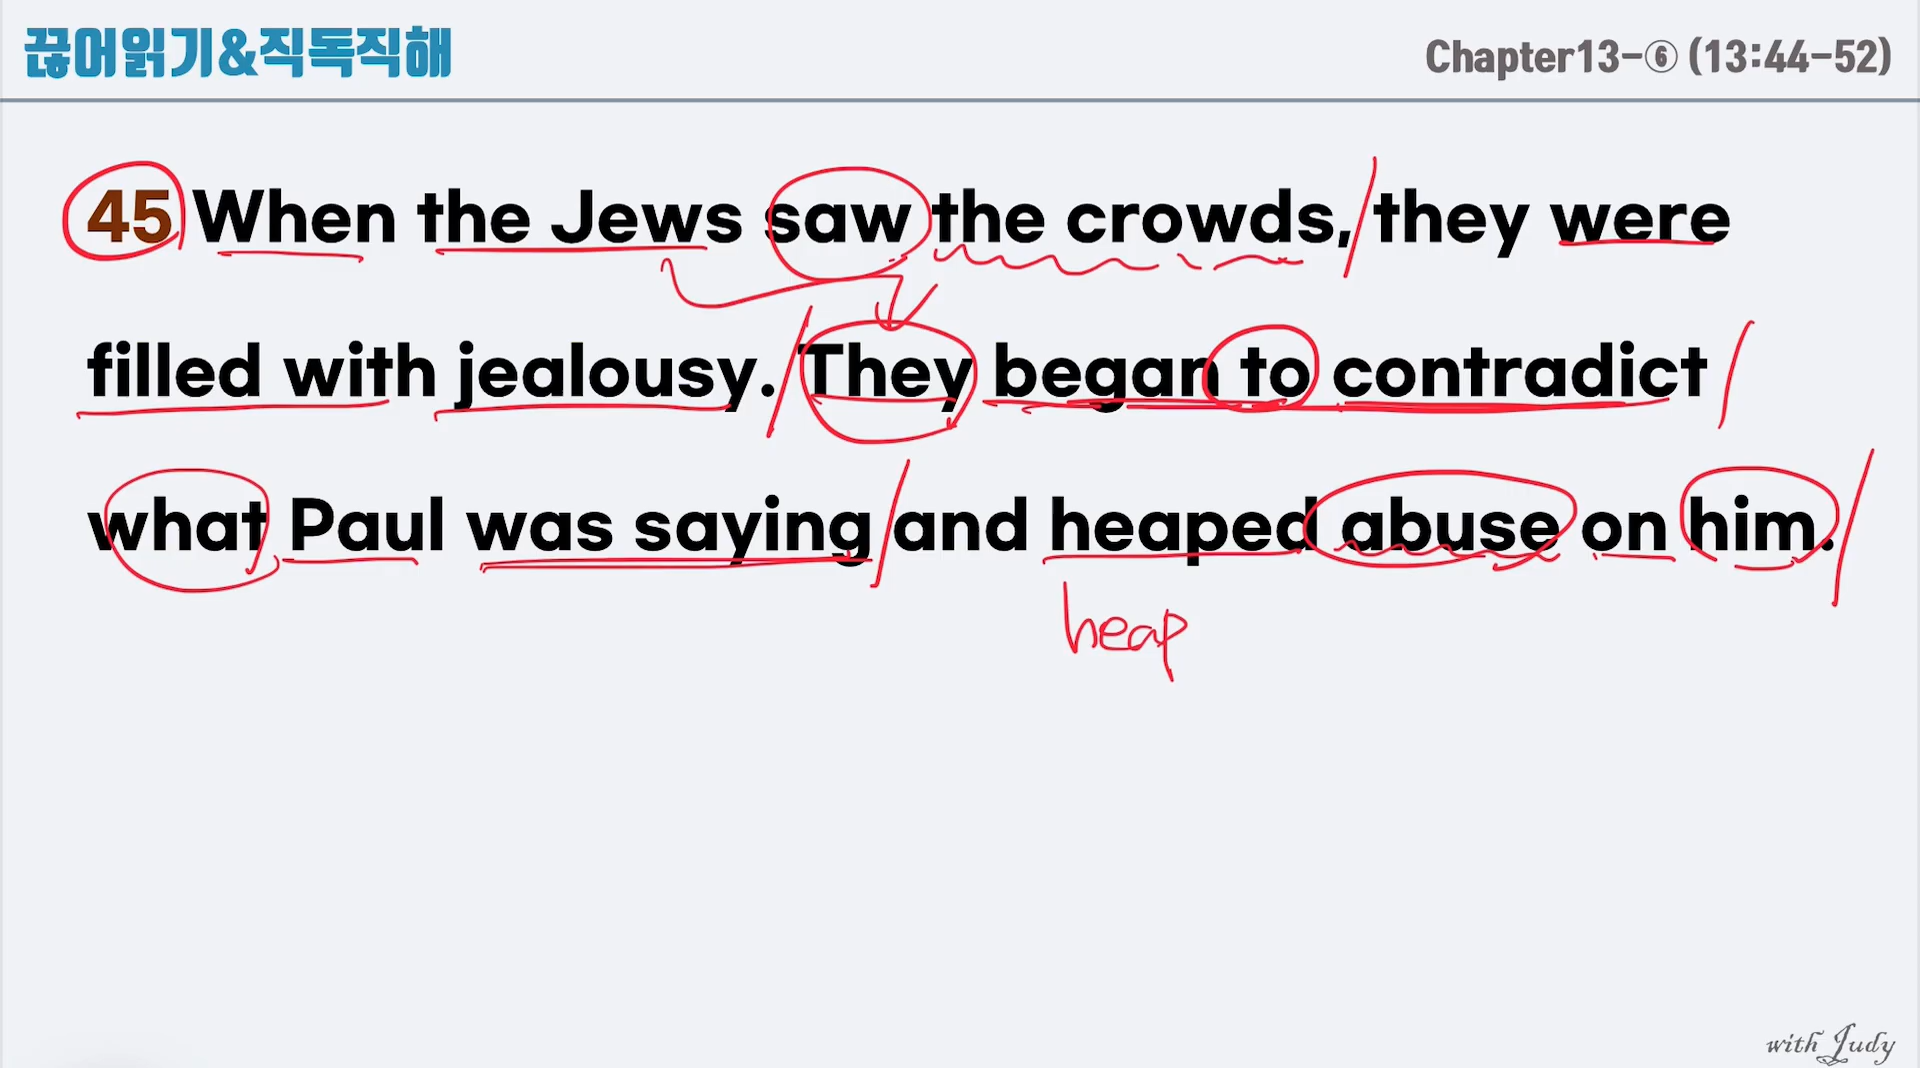 끊어읽기&직독직해
Chapter13-⑥ (13:44-52)
45 When the Jews saw the crowds, they were
filled with jealousy. They began to contradict
what Paul was saying and heaped abuse on him.
heap
with Judy